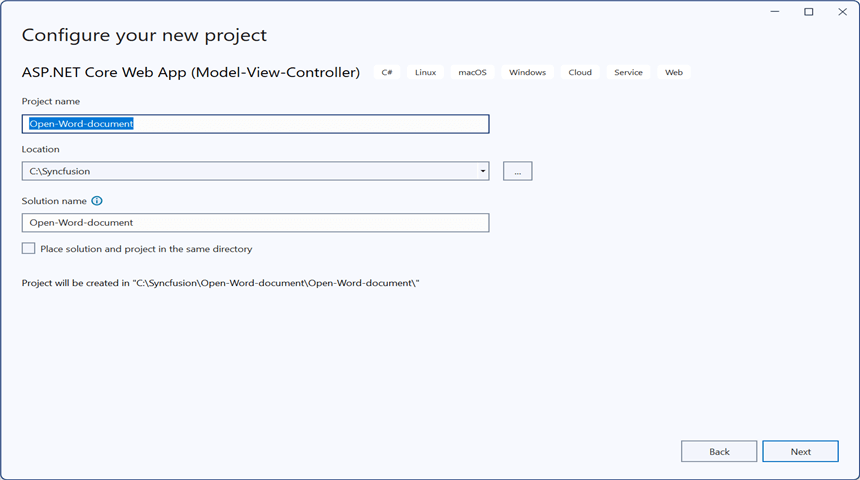 Configure your new project
ASP.NET Core Web App (Model-View-Controller) C# Linux macOS Windows Cloud Service Web
Project name
Open-Word-document
Location
C:\Syncfusion
...
Solution name
Open-Word-document
Place solution and project in the same directory
Project will be created in "C:\Syncfusion\Open-Word-document\Open-Word-document\"
Back Next